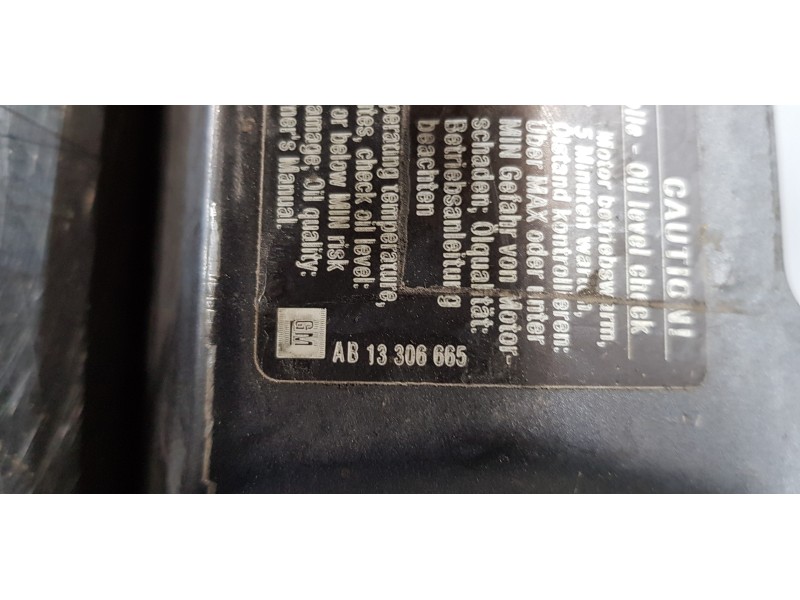 CAUTION!
lle - Oil level check
Motor betriebswarm,
5 Minuten warten,
Ölstand kontrollieren:
Über MAX oder unter
MIN Gefahr von Motor-
schaden; Ölqualität:
Betriebsanleitung
beachten
perating temperature,
tes, check oil level:
or below MIN risk
amage; Oil quality:
ner's Manual.
GM
AB 13 306 665